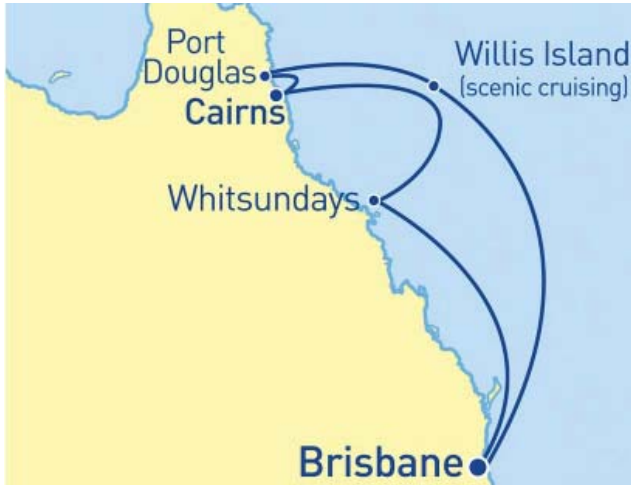 Port
Douglas
Cairns
Willis Island
(scenic cruising)
Whitsundays
Brisbane